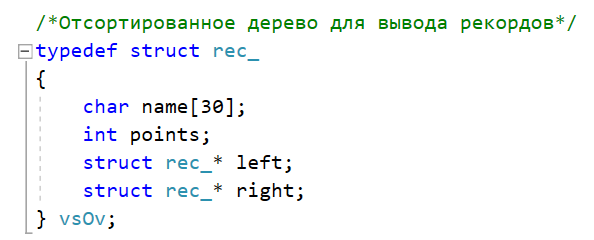 /*Отсортированное дерево для вывода рекордов*/
typedef struct rec_
{
    char name[30];
    int points;
    struct rec_* left;
    struct rec_* right;
} vsOv;